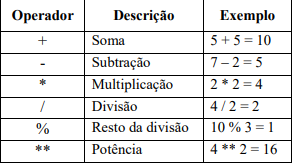 Operador Descrição Exemplo
+ Soma 5 + 5 = 10
- Subtração 7 – 2 = 5
* Multiplicação 2 * 2 = 4
/ Divisão 4 / 2 = 2
% Resto da divisão 10 % 3 = 1
** Potência 4 ** 2 = 16